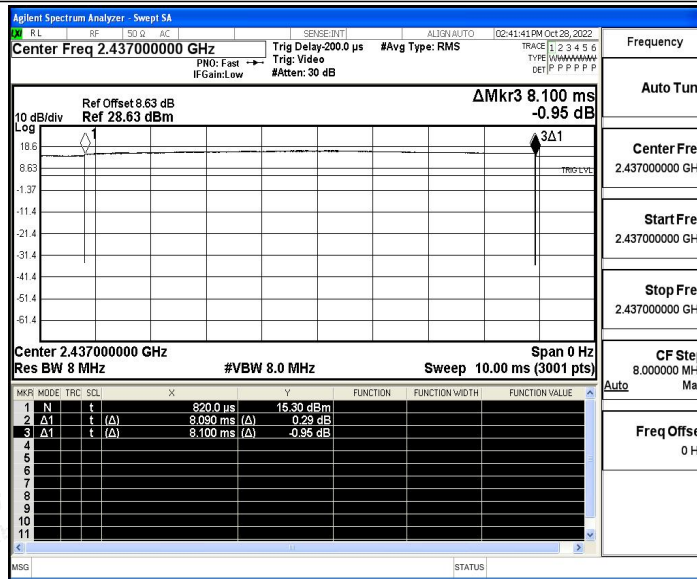 Agilent Spectrum Analyzer - Swept SA
RL RF 50 Ω AC SENSE:INT ALIGN AUTO 02:41:41 PM Oct 28, 2022
Center Freq 2.437000000 GHz
PNO: Fast
IFGain:Low
Trig Delay-200.0 µs
Trig: Video
#Atten: 30 dB
#Avg Type: RMS
TRACE 1 2 3 4 5 6
TYPE WWWWWW
DET P P P P P P
Ref Offset 8.63 dB
10 dB/div Ref 28.63 dBm
Log
ΔMkr3 8.100 ms
-0.95 dB
1
3Δ1
18.6
8.63
TRIG LVL
-1.37
-11.4
-21.4
-31.4
-41.4
-51.4
-61.4
Center 2.437000000 GHz Span 0 Hz
Res BW 8 MHz #VBW 8.0 MHz Sweep 10.00 ms (3001 pts)
MKR MODE TRC SCL X Y FUNCTION FUNCTION WIDTH FUNCTION VALUE
1 N t 820.0 µs 15.30 dBm
2 Δ1 t (Δ) 8.090 ms (Δ) 0.29 dB
3 Δ1 t (Δ) 8.100 ms (Δ) -0.95 dB
4
5
6
7
8
9
10
11
MSG STATUS
Frequency
Auto Tun
Center Fre
2.437000000 GH
Start Fre
2.437000000 GH
Stop Fre
2.437000000 GH
CF Ste
8.000000 MH
Auto Ma
Freq Offse
0 H